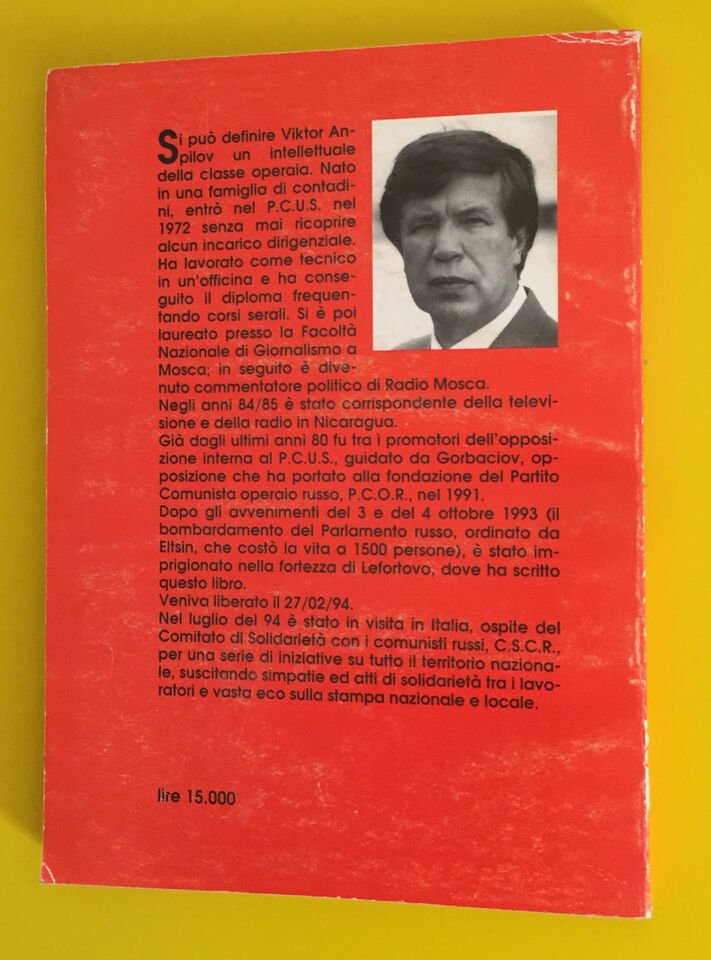 Si può definire Viktor An-
pilov un intellettuale
della classe operaia. Nato
in una famiglia di contadi-
ni, entrò nel P.C.U.S. nel
1972 senza mai ricoprire
alcun incarico dirigenziale.
Ha lavorato come tecnico
in un'officina e ha conse-
guito il diploma frequen-
tando corsi serali. Si è poi
laureato presso la Facoltà
Nazionale di Giornalismo a
Mosca; in seguito è dive-
nuto commentatore politico di Radio Mosca.
Negli anni 84/85 è stato corrispondente della televi-
sione e della radio in Nicaragua.
Già dagli ultimi anni 80 fu tra i promotori dell'opposi-
zione interna al P.C.U.S., guidato da Gorbaciov, op-
posizione che ha portato alla fondazione del Partito
Comunista operaio russo, P.C.O.R., nel 1991.
Dopo gli avvenimenti del 3 e del 4 ottobre 1993 (il
bombardamento del Parlamento russo, ordinato da
Eltsin, che costò la vita a 1500 persone), è stato im-
prigionato nella fortezza di Lefortovo, dove ha scritto
questo libro.
Veniva liberato il 27/02/94.
Nel luglio del 94 è stato in visita in Italia, ospite del
Comitato di Solidarietà con i comunisti russi, C.S.C.R.,
per una serie di iniziative su tutto il territorio naziona-
le, suscitando simpatie ed atti di solidarietà tra i lavo-
ratori e vasta eco sulla stampa nazionale e locale.
lire 15.000